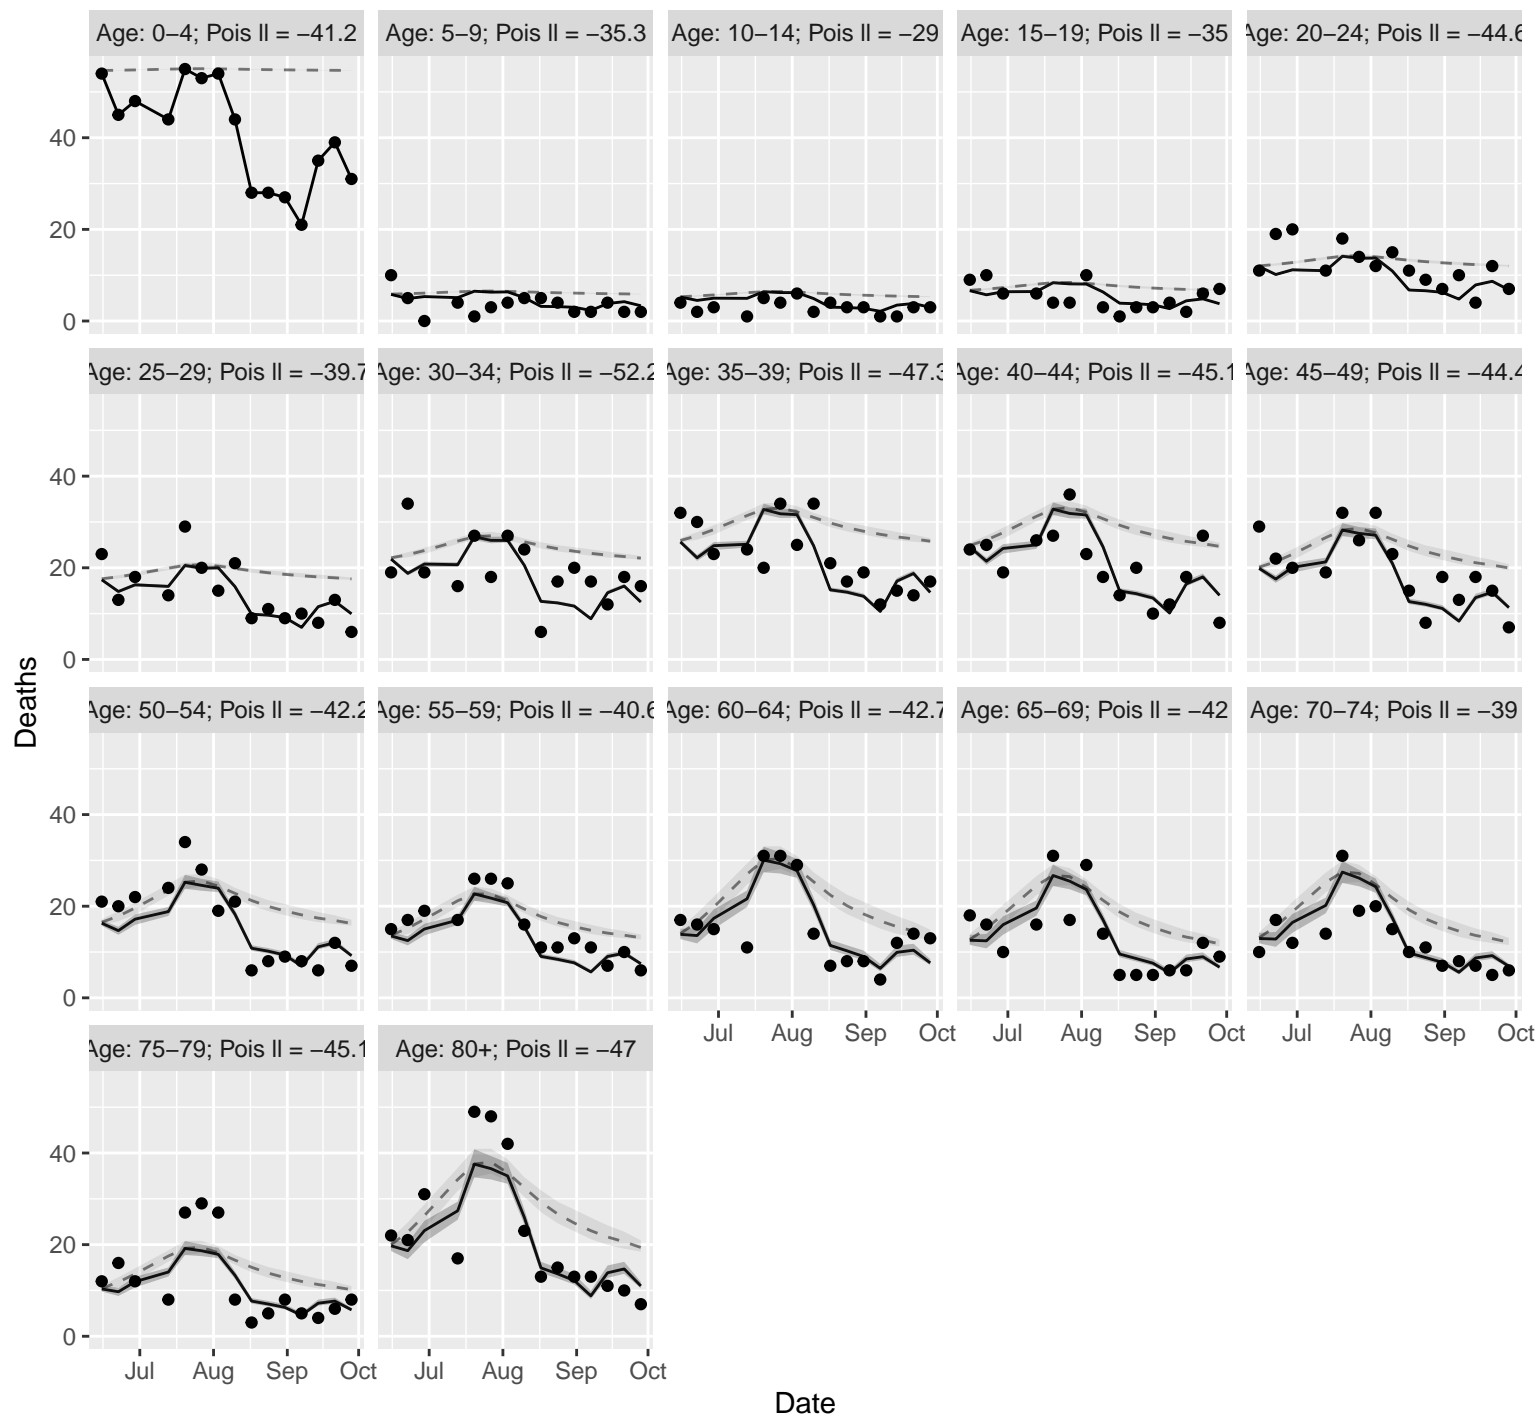 Age: 0−4; Pois ll = −41.2
Age: 5−9; Pois ll = −35.3
Age: 10−14; Pois ll = −29
Age: 15−19; Pois ll = −35
Age: 20−24; Pois ll = −44.6
40
20
0
Age: 25−29; Pois ll = −39.7
Age: 30−34; Pois ll = −52.2
Age: 35−39; Pois ll = −47.3
Age: 40−44; Pois ll = −45.1
Age: 45−49; Pois ll = −44.4
40
20
0
Deaths
Age: 50−54; Pois ll = −42.2
Age: 55−59; Pois ll = −40.6
Age: 60−64; Pois ll = −42.7
Age: 65−69; Pois ll = −42
Age: 70−74; Pois ll = −39
40
20
0
Jul Aug Sep Oct
Jul Aug Sep Oct
Jul Aug Sep Oct
Age: 75−79; Pois ll = −45.1
Age: 80+; Pois ll = −47
40
20
0
Jul Aug Sep Oct
Jul Aug Sep Oct
Date